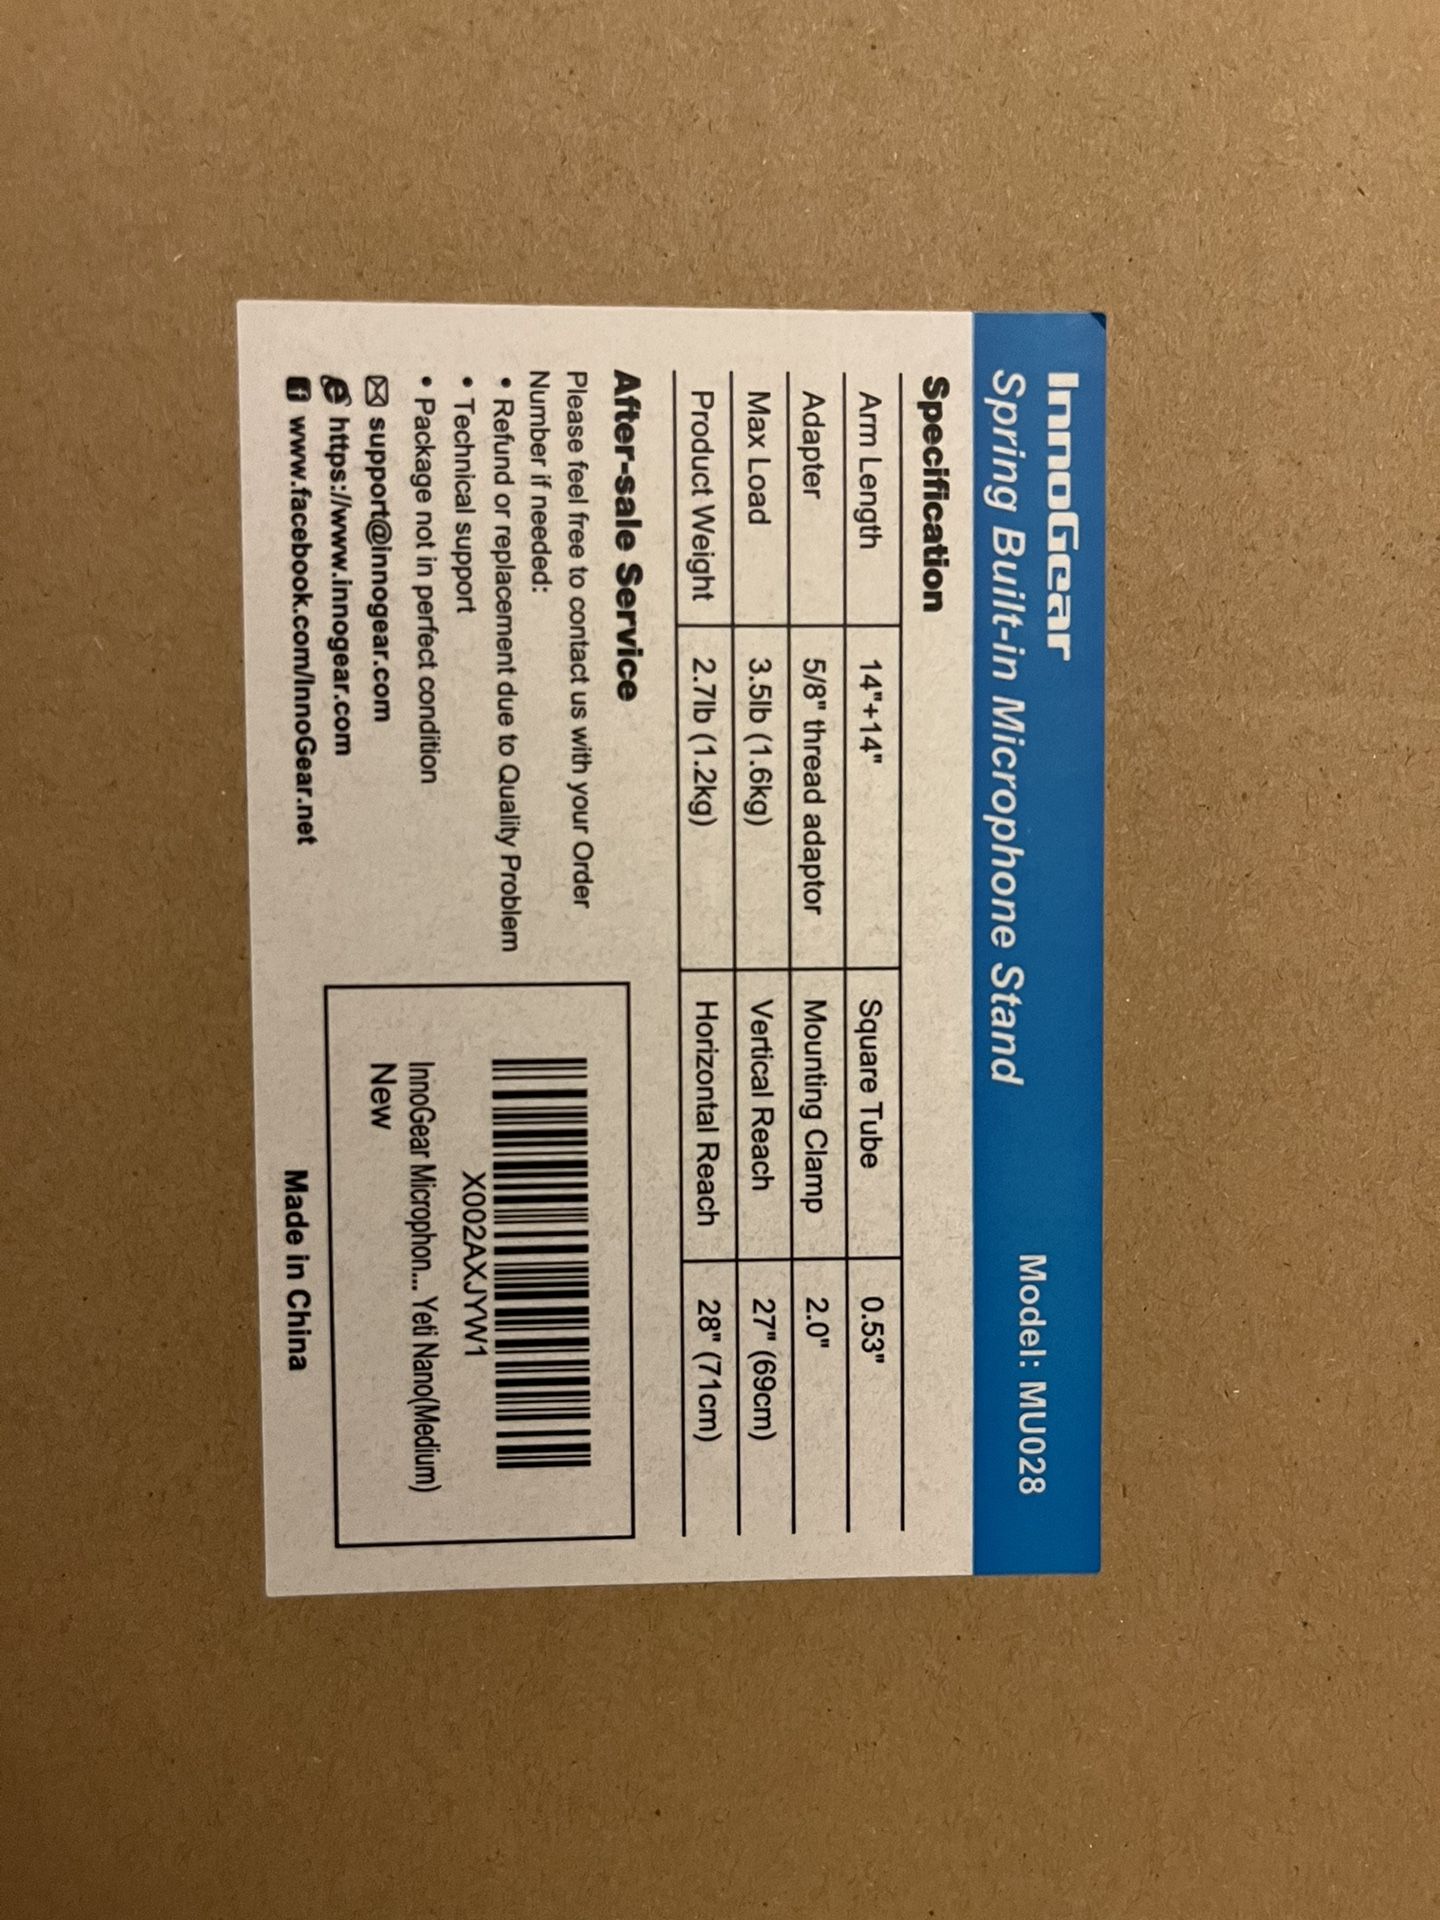 InnoGear
Spring Built-in Microphone Stand
Model: MU028
Specification
Arm Length 14"+14" Square Tube 0.53"
Adapter 5/8" thread adaptor Mounting Clamp 2.0"
Max Load 3.5lb (1.6kg) Vertical Reach 27" (69cm)
Product Weight 2.7lb (1.2kg) Horizontal Reach 28" (71cm)
After-sale Service
Please feel free to contact us with your Order
Number if needed:
• Refund or replacement due to Quality Problem
• Technical support
• Package not in perfect condition
support@innogear.com
https://www.innogear.com
www.facebook.com/InnoGear.net
X002AXJYW1
InnoGear Microphon... Yeti Nano(Medium)
New
Made in China